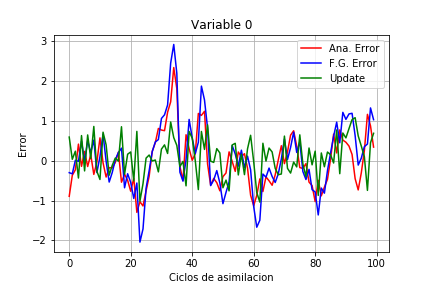 Variable 0
Ana. Error
F.G. Error
Update
Error
3
2
1
0
−1
−2
0 20 40 60 80 100
Ciclos de asimilacion